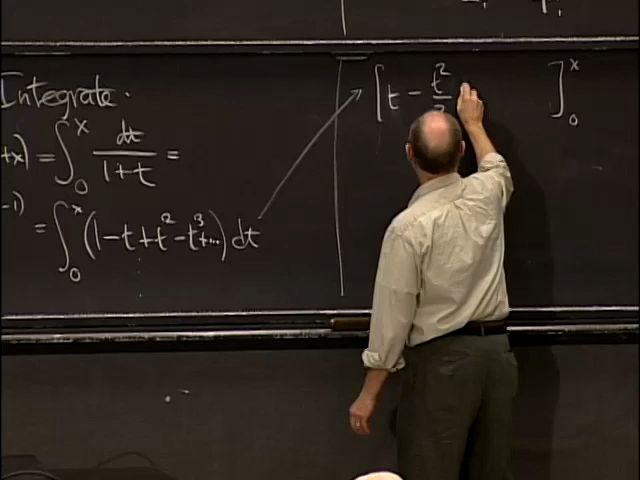 Integrate.
+x) = ∫₀ˣ dt/(1+t) =
-1)
= ∫₀ˣ (1-t+t²-t³+...) dt
[t - t²/2 ]₀ˣ